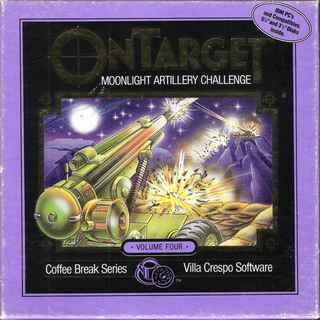 IBM PC's
and Compatibles.
5¼" and 3½" Disks
Inside.
ONTARGET
MOONLIGHT ARTILLERY CHALLENGE
• VOLUME FOUR •
Coffee Break Series
Villa Crespo Software
TM